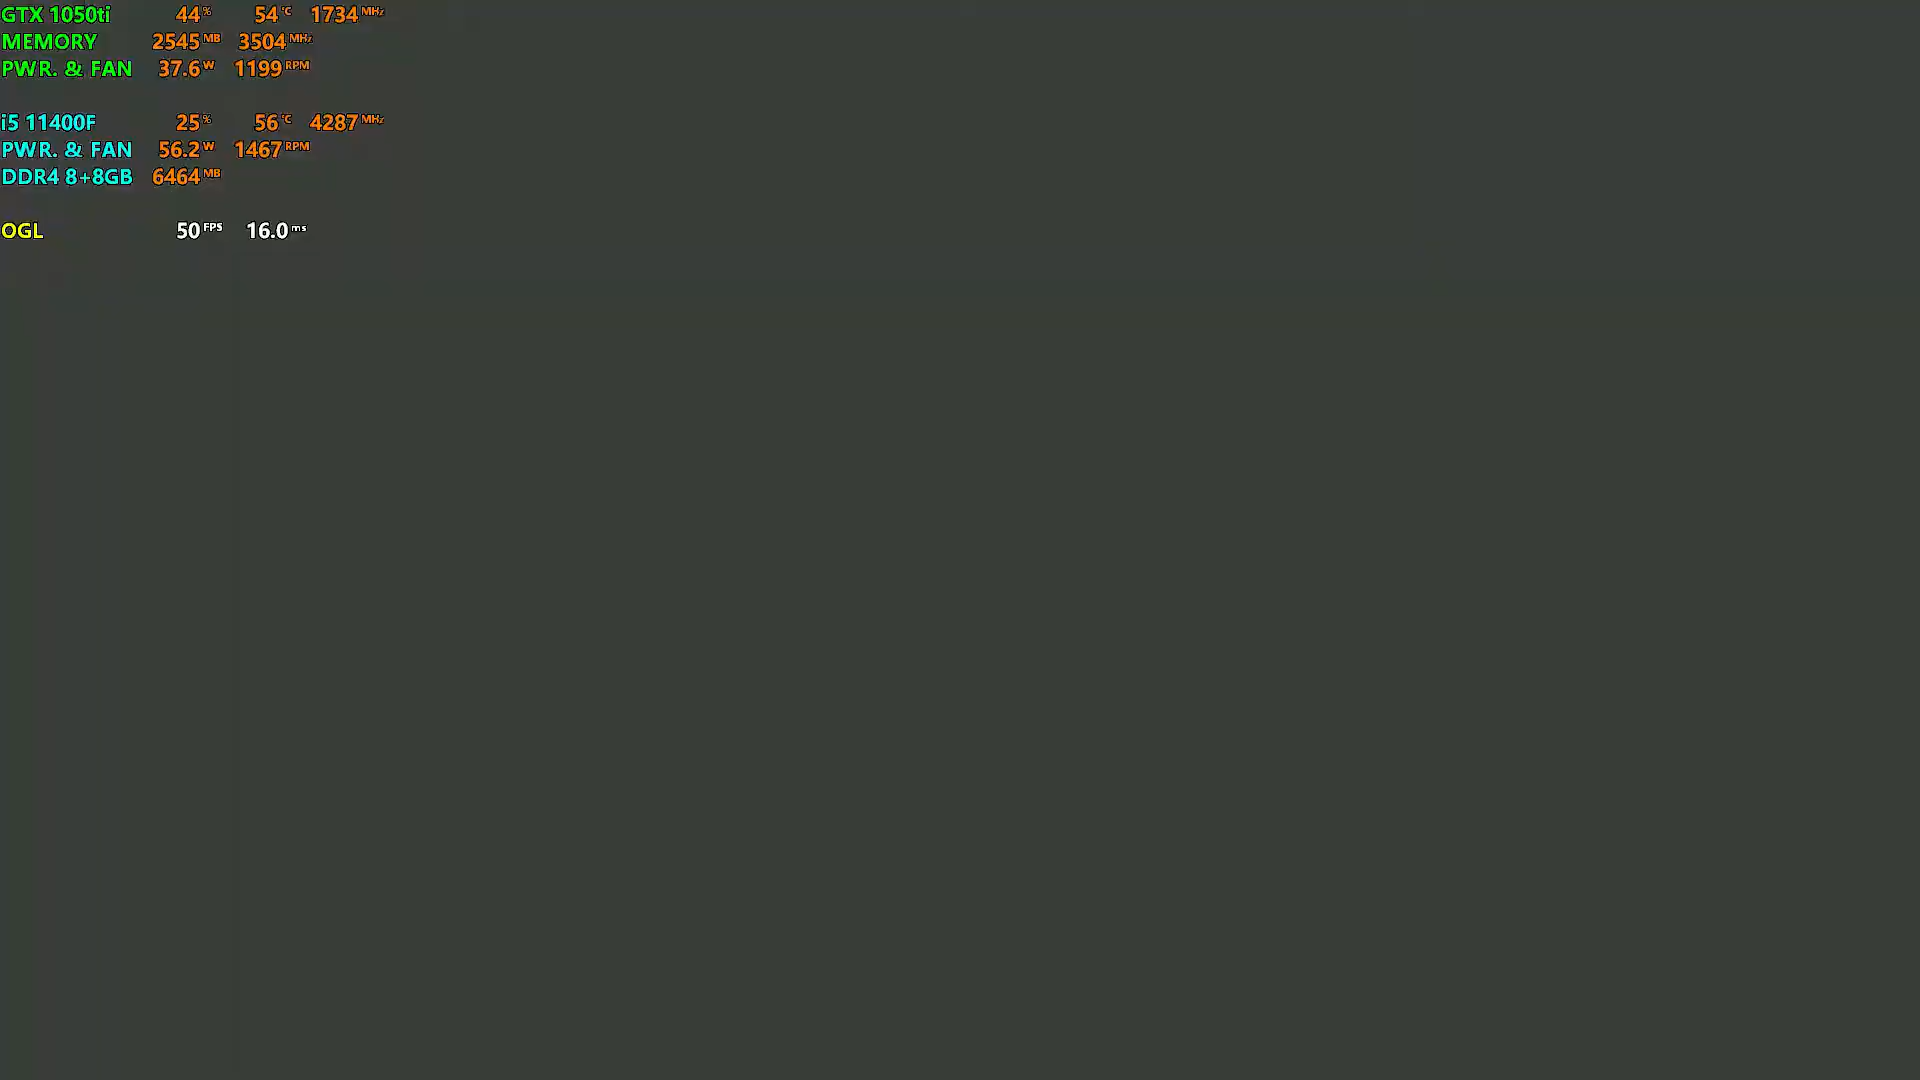 GTX 1050ti 44 % 54 °C 1734 MHz
MEMORY 2545 MB 3504 MHz
PWR. & FAN 37.6 W 1199 RPM
i5 11400F 25 % 56 °C 4287 MHz
PWR. & FAN 56.2 W 1467 RPM
DDR4 8+8GB 6464 MB
OGL 50 FPS 16.0 ms